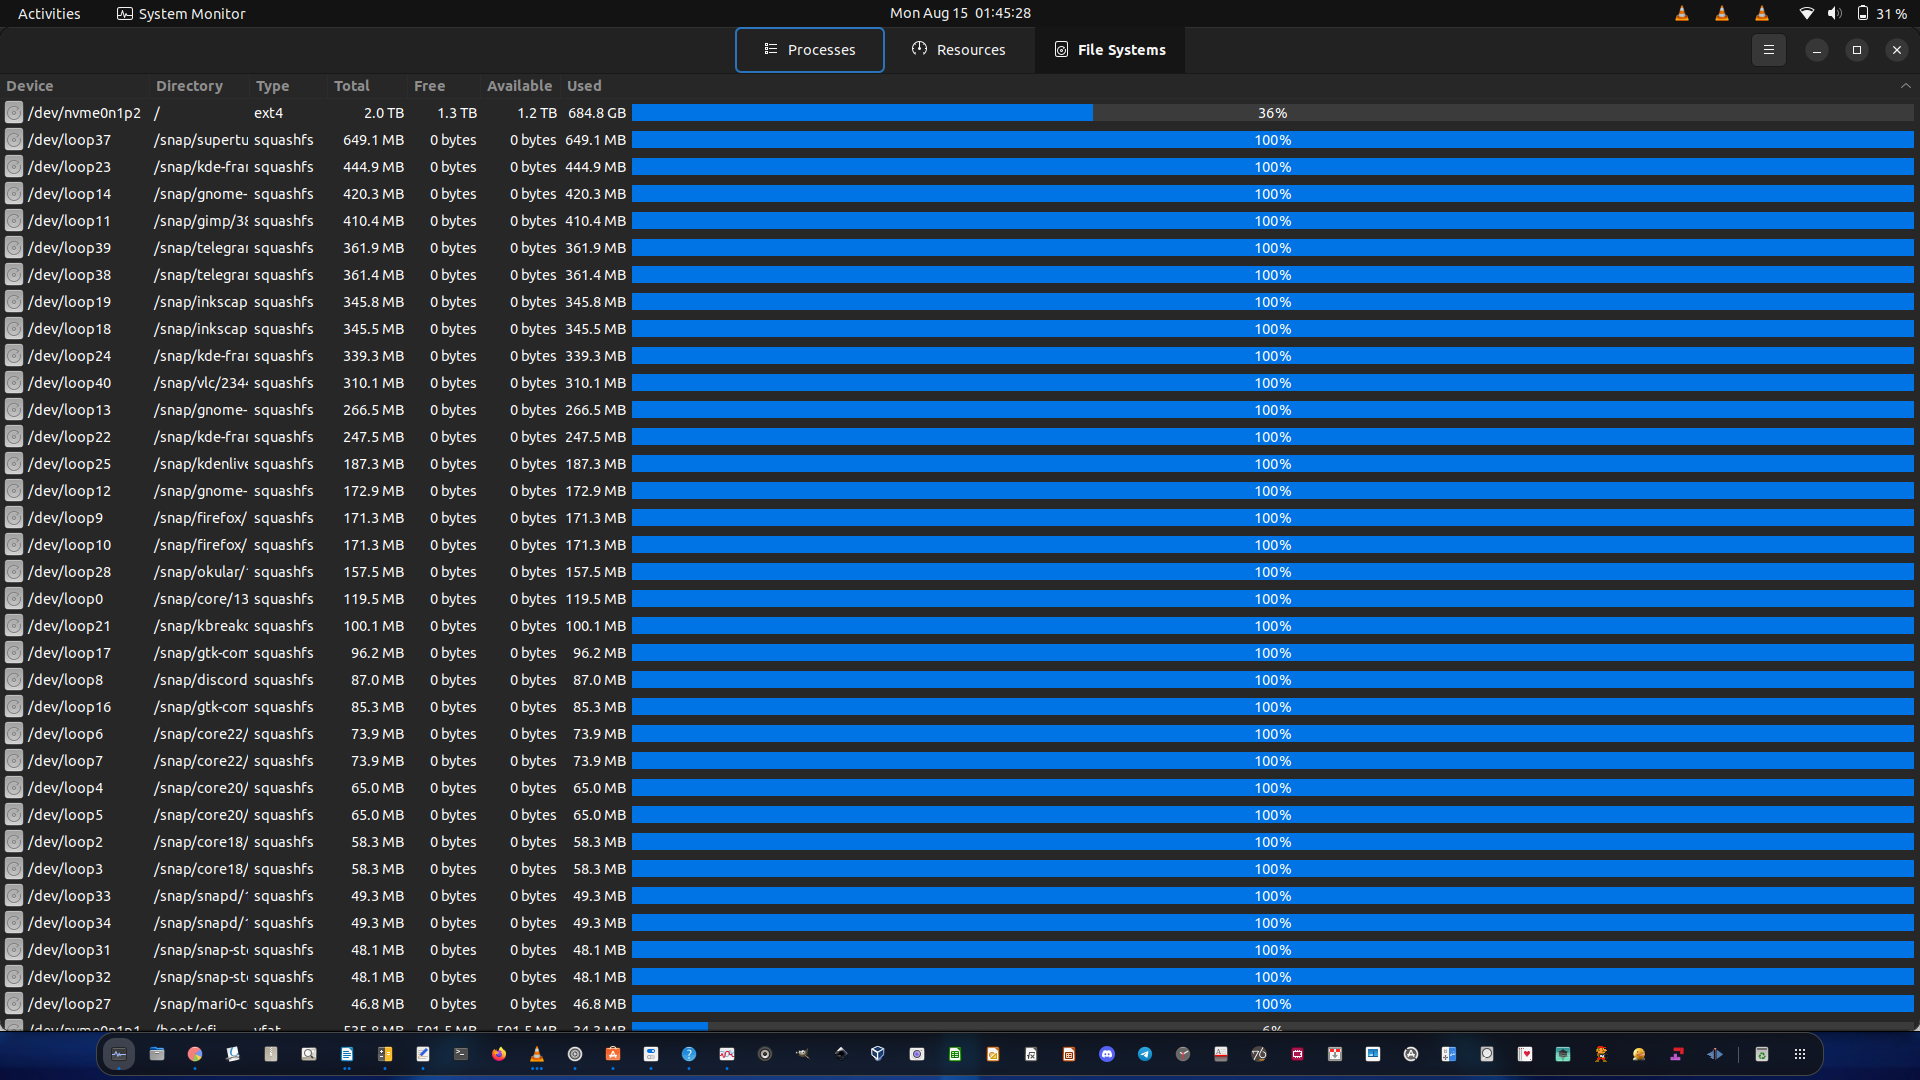 Activities System Monitor Mon Aug 15 01:45:28 31 %
Processes Resources File Systems
Device Directory Type Total Free Available Used
/dev/nvme0n1p2 / ext4 2.0 TB 1.3 TB 1.2 TB 684.8 GB 36%
/dev/loop37 /snap/supertu squashfs 649.1 MB 0 bytes 0 bytes 649.1 MB 100%
/dev/loop23 /snap/kde-frar squashfs 444.9 MB 0 bytes 0 bytes 444.9 MB 100%
/dev/loop14 /snap/gnome- squashfs 420.3 MB 0 bytes 0 bytes 420.3 MB 100%
/dev/loop11 /snap/gimp/38 squashfs 410.4 MB 0 bytes 0 bytes 410.4 MB 100%
/dev/loop39 /snap/telegrar squashfs 361.9 MB 0 bytes 0 bytes 361.9 MB 100%
/dev/loop38 /snap/telegrar squashfs 361.4 MB 0 bytes 0 bytes 361.4 MB 100%
/dev/loop19 /snap/inkscap squashfs 345.8 MB 0 bytes 0 bytes 345.8 MB 100%
/dev/loop18 /snap/inkscap squashfs 345.5 MB 0 bytes 0 bytes 345.5 MB 100%
/dev/loop24 /snap/kde-frar squashfs 339.3 MB 0 bytes 0 bytes 339.3 MB 100%
/dev/loop40 /snap/vlc/2344 squashfs 310.1 MB 0 bytes 0 bytes 310.1 MB 100%
/dev/loop13 /snap/gnome- squashfs 266.5 MB 0 bytes 0 bytes 266.5 MB 100%
/dev/loop22 /snap/kde-frar squashfs 247.5 MB 0 bytes 0 bytes 247.5 MB 100%
/dev/loop25 /snap/kdenlive squashfs 187.3 MB 0 bytes 0 bytes 187.3 MB 100%
/dev/loop12 /snap/gnome- squashfs 172.9 MB 0 bytes 0 bytes 172.9 MB 100%
/dev/loop9 /snap/firefox/ squashfs 171.3 MB 0 bytes 0 bytes 171.3 MB 100%
/dev/loop10 /snap/firefox/ squashfs 171.3 MB 0 bytes 0 bytes 171.3 MB 100%
/dev/loop28 /snap/okular/ squashfs 157.5 MB 0 bytes 0 bytes 157.5 MB 100%
/dev/loop0 /snap/core/13 squashfs 119.5 MB 0 bytes 0 bytes 119.5 MB 100%
/dev/loop21 /snap/kbreako squashfs 100.1 MB 0 bytes 0 bytes 100.1 MB 100%
/dev/loop17 /snap/gtk-com squashfs 96.2 MB 0 bytes 0 bytes 96.2 MB 100%
/dev/loop8 /snap/discord squashfs 87.0 MB 0 bytes 0 bytes 87.0 MB 100%
/dev/loop16 /snap/gtk-com squashfs 85.3 MB 0 bytes 0 bytes 85.3 MB 100%
/dev/loop6 /snap/core22/ squashfs 73.9 MB 0 bytes 0 bytes 73.9 MB 100%
/dev/loop7 /snap/core22/ squashfs 73.9 MB 0 bytes 0 bytes 73.9 MB 100%
/dev/loop4 /snap/core20/ squashfs 65.0 MB 0 bytes 0 bytes 65.0 MB 100%
/dev/loop5 /snap/core20/ squashfs 65.0 MB 0 bytes 0 bytes 65.0 MB 100%
/dev/loop2 /snap/core18/ squashfs 58.3 MB 0 bytes 0 bytes 58.3 MB 100%
/dev/loop3 /snap/core18/ squashfs 58.3 MB 0 bytes 0 bytes 58.3 MB 100%
/dev/loop33 /snap/snapd/1 squashfs 49.3 MB 0 bytes 0 bytes 49.3 MB 100%
/dev/loop34 /snap/snapd/1 squashfs 49.3 MB 0 bytes 0 bytes 49.3 MB 100%
/dev/loop31 /snap/snap-sto squashfs 48.1 MB 0 bytes 0 bytes 48.1 MB 100%
/dev/loop32 /snap/snap-sto squashfs 48.1 MB 0 bytes 0 bytes 48.1 MB 100%
/dev/loop27 /snap/mari0-c squashfs 46.8 MB 0 bytes 0 bytes 46.8 MB 100%
/dev/nvme0n1p1 /boot/efi vfat 535.8 MB 501.5 MB 501.5 MB 34.3 MB 6%